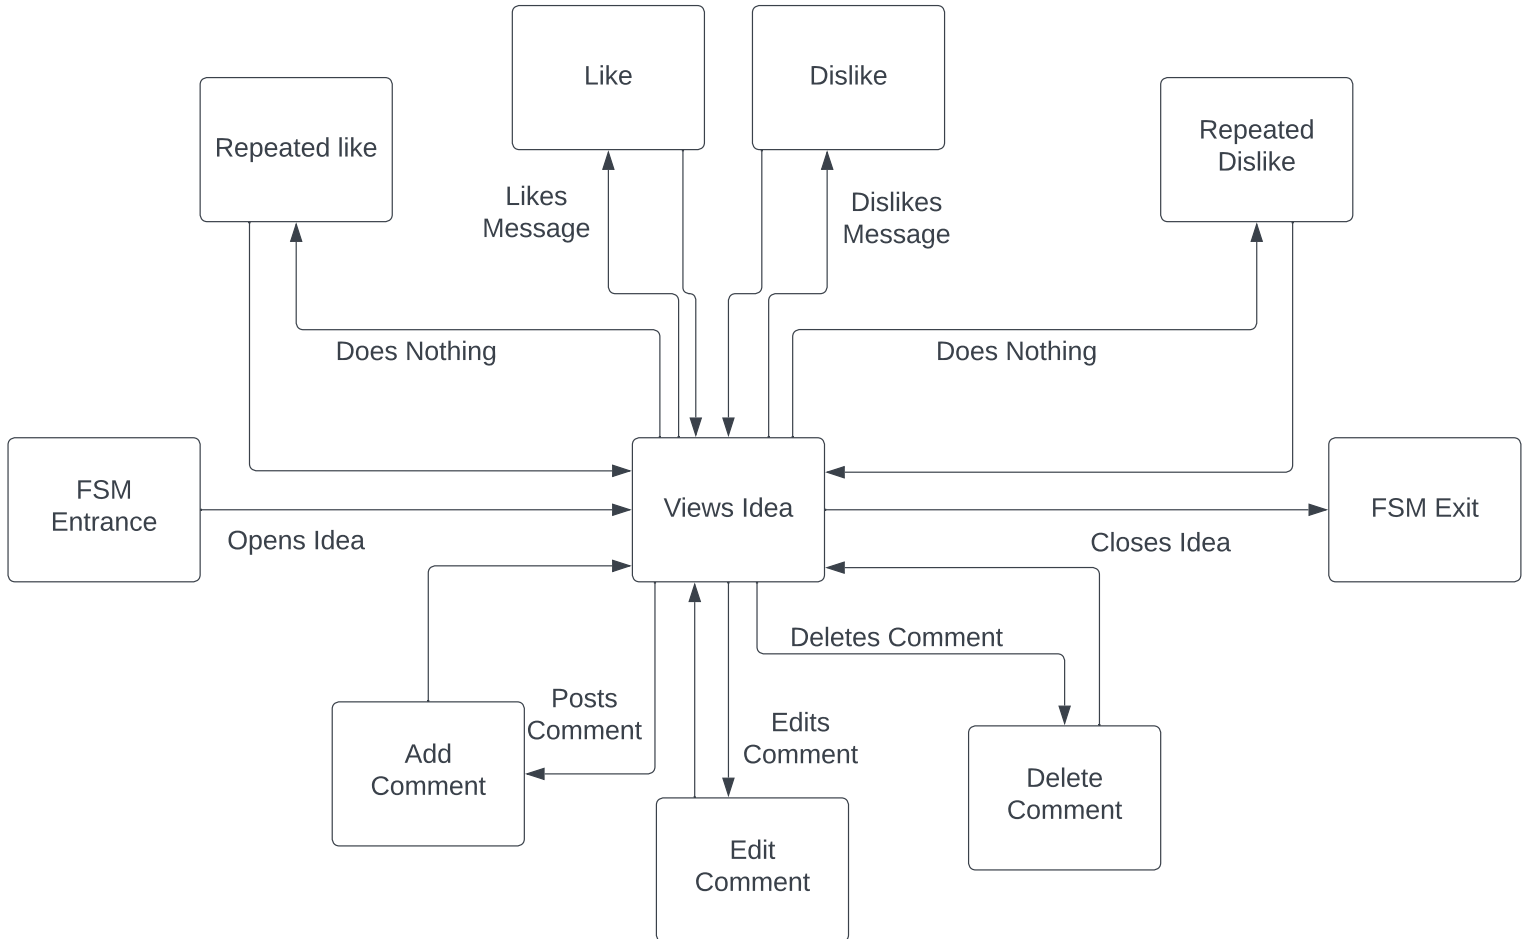 Like
Dislike
Repeated like
Repeated
Dislike
Likes
Message
Dislikes
Message
Does Nothing
Does Nothing
FSM
Entrance
Views Idea
FSM Exit
Opens Idea
Closes Idea
Deletes Comment
Posts
Comment
Edits
Comment
Add
Comment
Delete
Comment
Edit
Comment